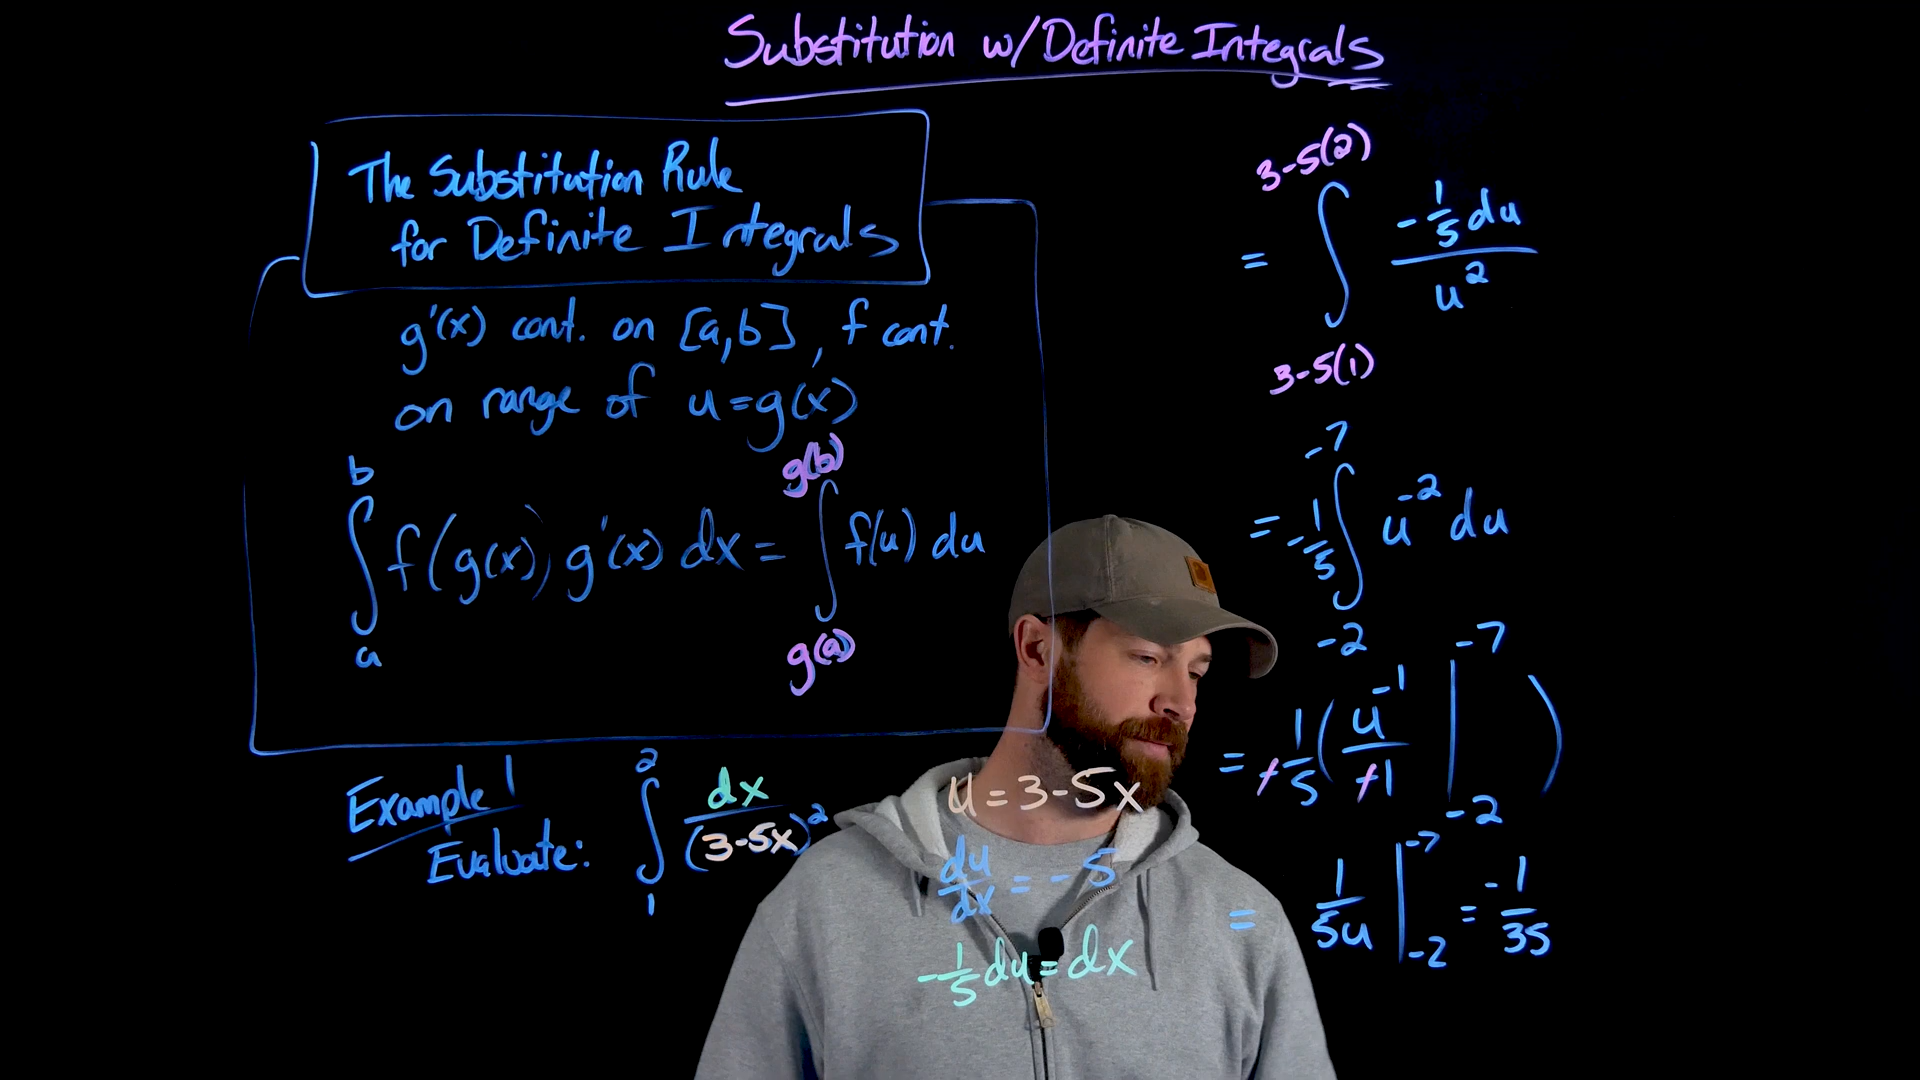 Substitution w/Definite Integrals
The Substitution Rule
for Definite Integrals
g'(x) cont. on [a,b], f cont.
on range of u=g(x)
∫_a^b f(g(x)) g'(x) dx = ∫_{g(a)}^{g(b)} f(u) du
Example 1
Evaluate: ∫_1^2 dx/(3-5x)^2
u=3-5x
du/dx = -5
-1/5 du = dx
= ∫_{3-5(1)}^{3-5(2)} (-1/5 du)/u^2
= -1/5 ∫_{-2}^{-7} u^{-2} du
= -1/5 ( u^{-1}/-1 |_{-2}^{-7} )
= 1/5u |_{-2}^{-7} = -1/35